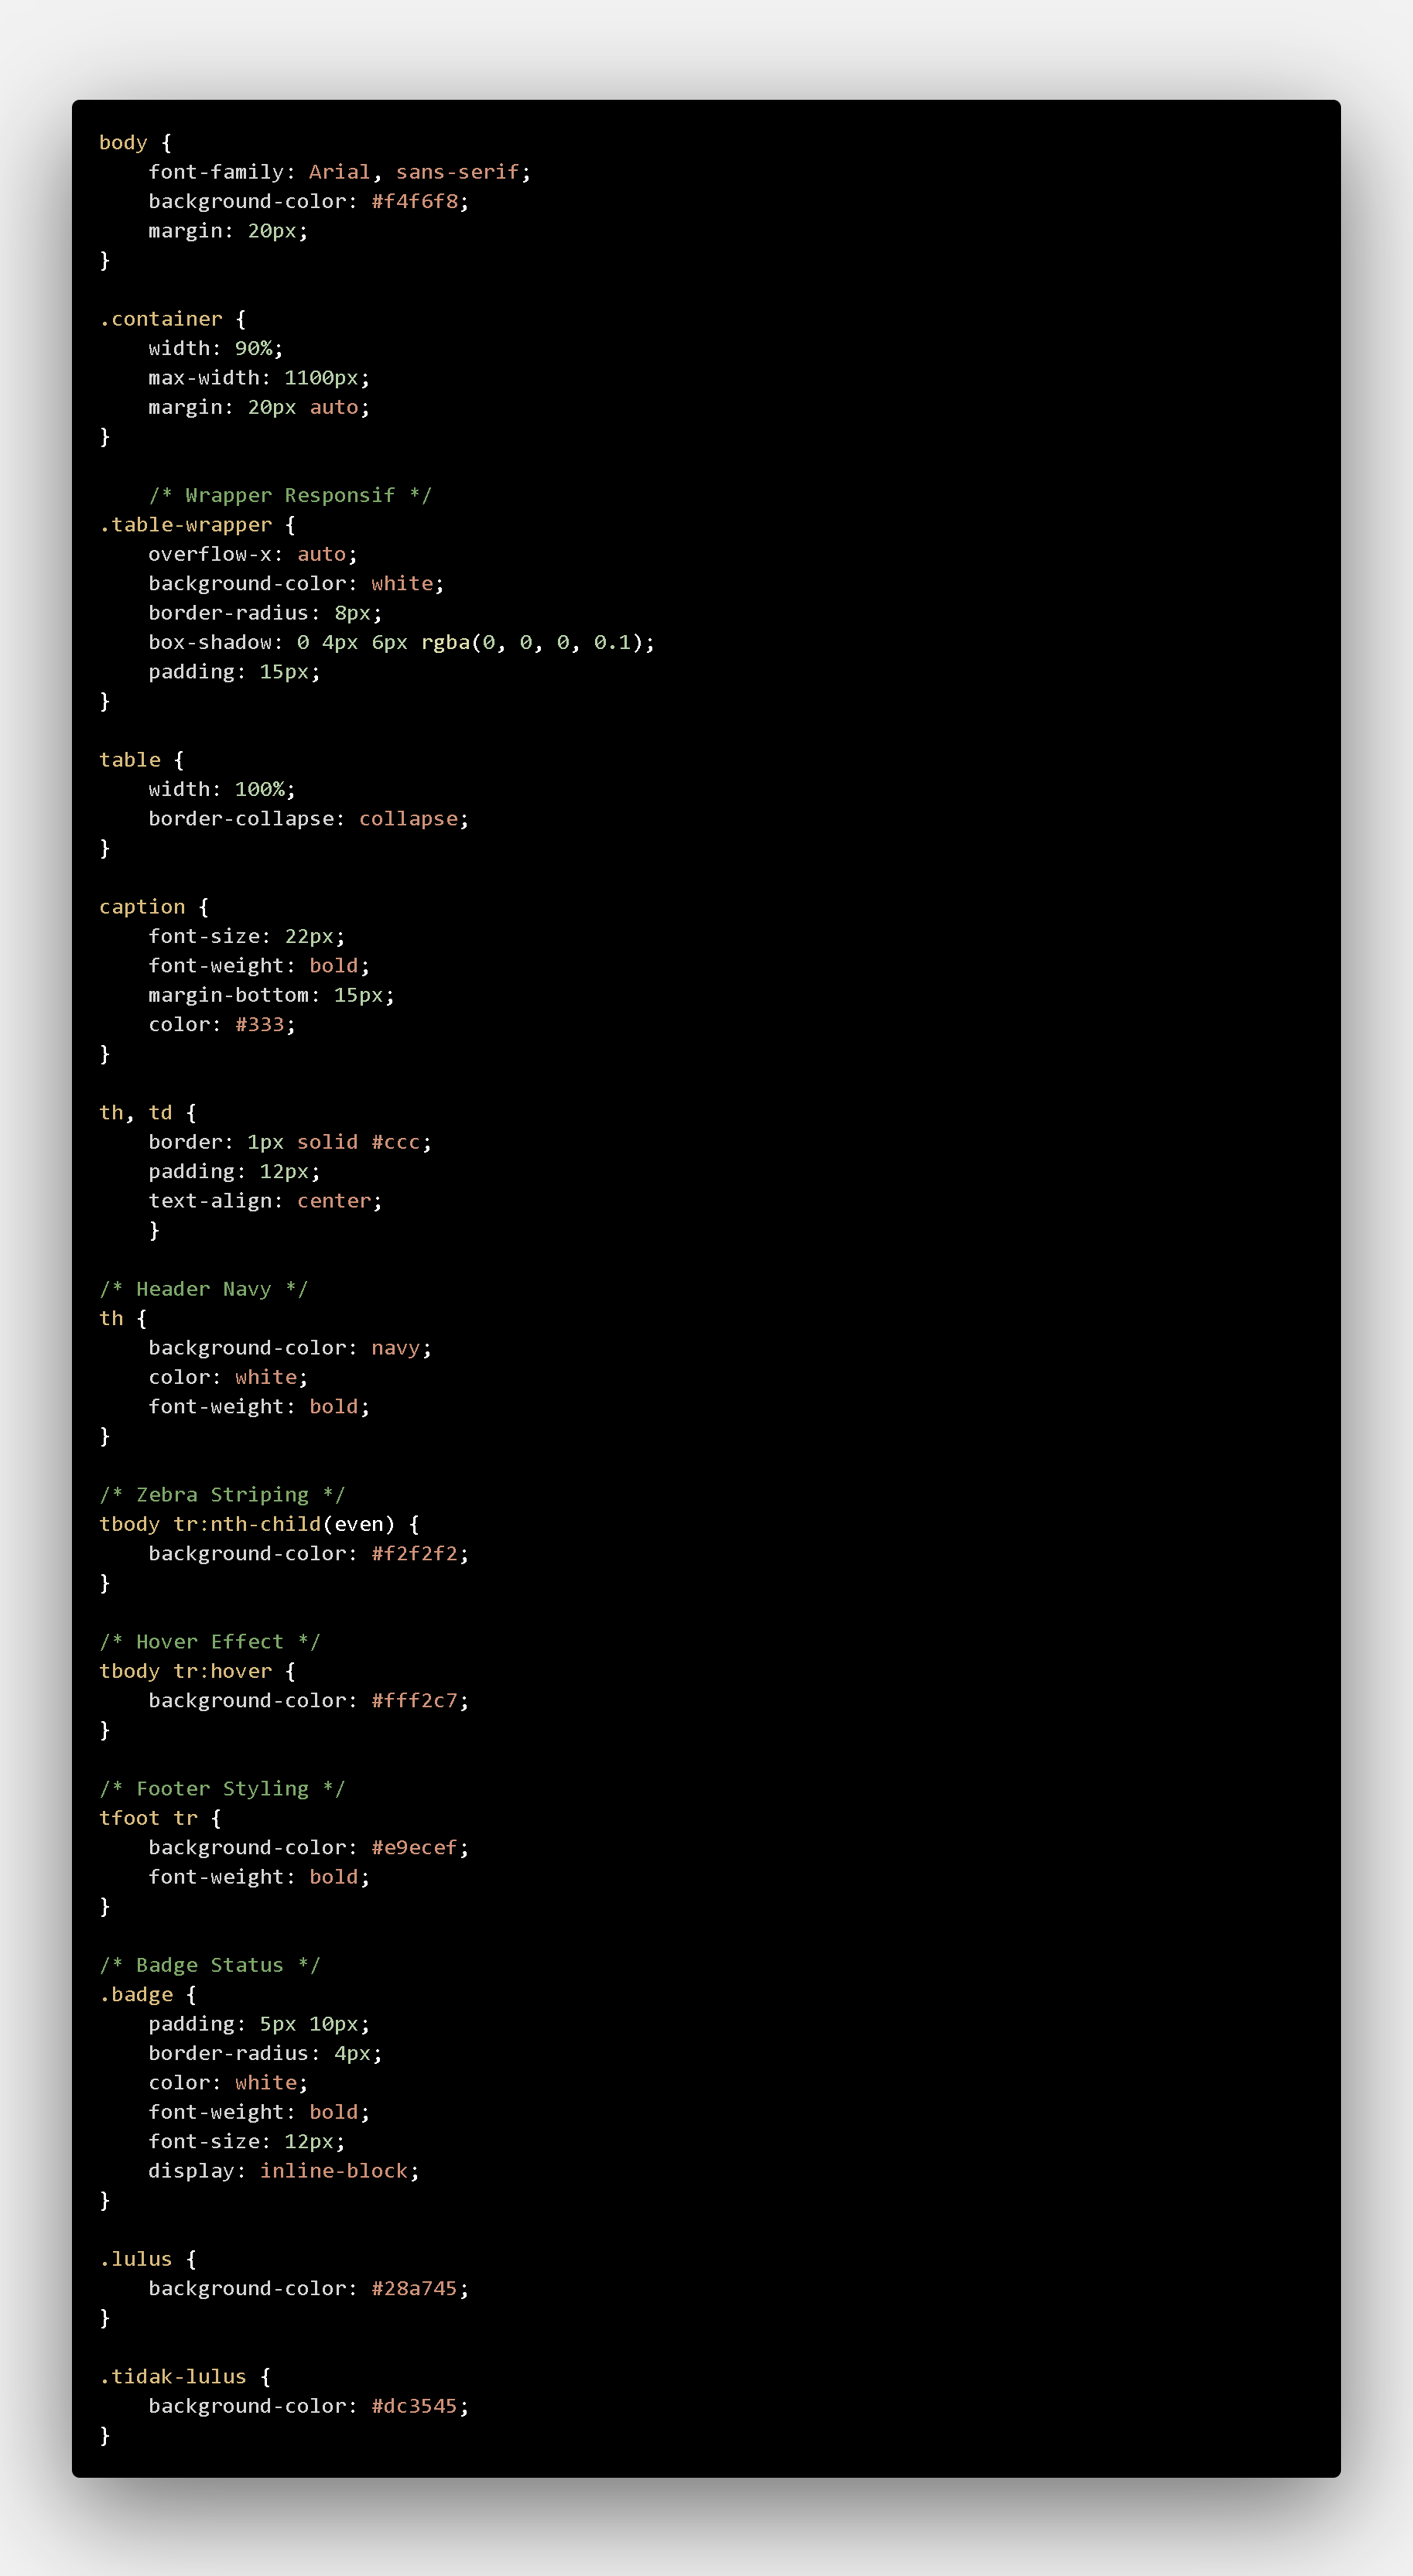 body {
    font-family: Arial, sans-serif;
    background-color: #f4f6f8;
    margin: 20px;
}

.container {
    width: 90%;
    max-width: 1100px;
    margin: 20px auto;
}

    /* Wrapper Responsif */
.table-wrapper {
    overflow-x: auto;
    background-color: white;
    border-radius: 8px;
    box-shadow: 0 4px 6px rgba(0, 0, 0, 0.1);
    padding: 15px;
}

table {
    width: 100%;
    border-collapse: collapse;
}

caption {
    font-size: 22px;
    font-weight: bold;
    margin-bottom: 15px;
    color: #333;
}

th, td {
    border: 1px solid #ccc;
    padding: 12px;
    text-align: center;
    }

/* Header Navy */
th {
    background-color: navy;
    color: white;
    font-weight: bold;
}

/* Zebra Striping */
tbody tr:nth-child(even) {
    background-color: #f2f2f2;
}

/* Hover Effect */
tbody tr:hover {
    background-color: #fff2c7;
}

/* Footer Styling */
tfoot tr {
    background-color: #e9ecef;
    font-weight: bold;
}

/* Badge Status */
.badge {
    padding: 5px 10px;
    border-radius: 4px;
    color: white;
    font-weight: bold;
    font-size: 12px;
    display: inline-block;
}

.lulus {
    background-color: #28a745;
}

.tidak-lulus {
    background-color: #dc3545;
}